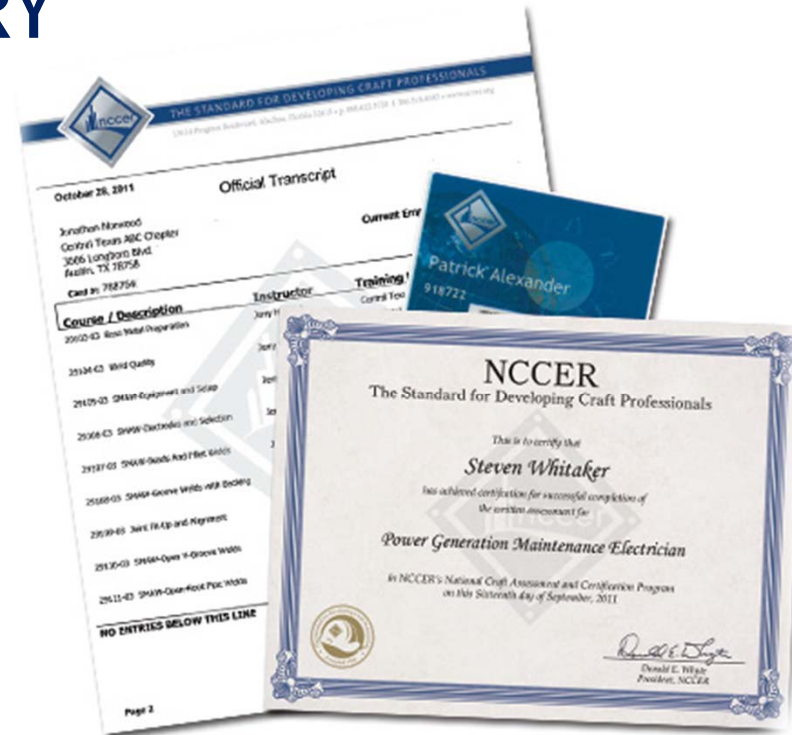 RY
nccer
THE STANDARD FOR DEVELOPING CRAFT PROFESSIONALS
October 28, 2011
Official Transcript
Jonathan Norwood
Central Texas ABC Chapter
Austin, TX 78758
Current Emp
Card #: 788756
Course / Description
Instructor
Training
Base Metal Preparation
Weld Quality
SMAW-Equipment and Setup
SMAW-Electrodes and Selection
SMAW-Beads And Fillet Welds
SMAW-Groove Welds with Backing
Joint Fit-Up and Alignment
SMAW-Open V-Groove Welds
SMAW-Open-Root Pipe Welds
NO ENTRIES BELOW THIS LINE
Page 2
nccer
Patrick Alexander
918722
NCCER
The Standard for Developing Craft Professionals
This is to certify that
Steven Whitaker
has achieved certification for successful completion of
the written assessment for
Power Generation Maintenance Electrician
in NCCER's National Craft Assessment and Certification Program
on this Sixteenth day of September, 2011
Donald E. Whyte
President, NCCER